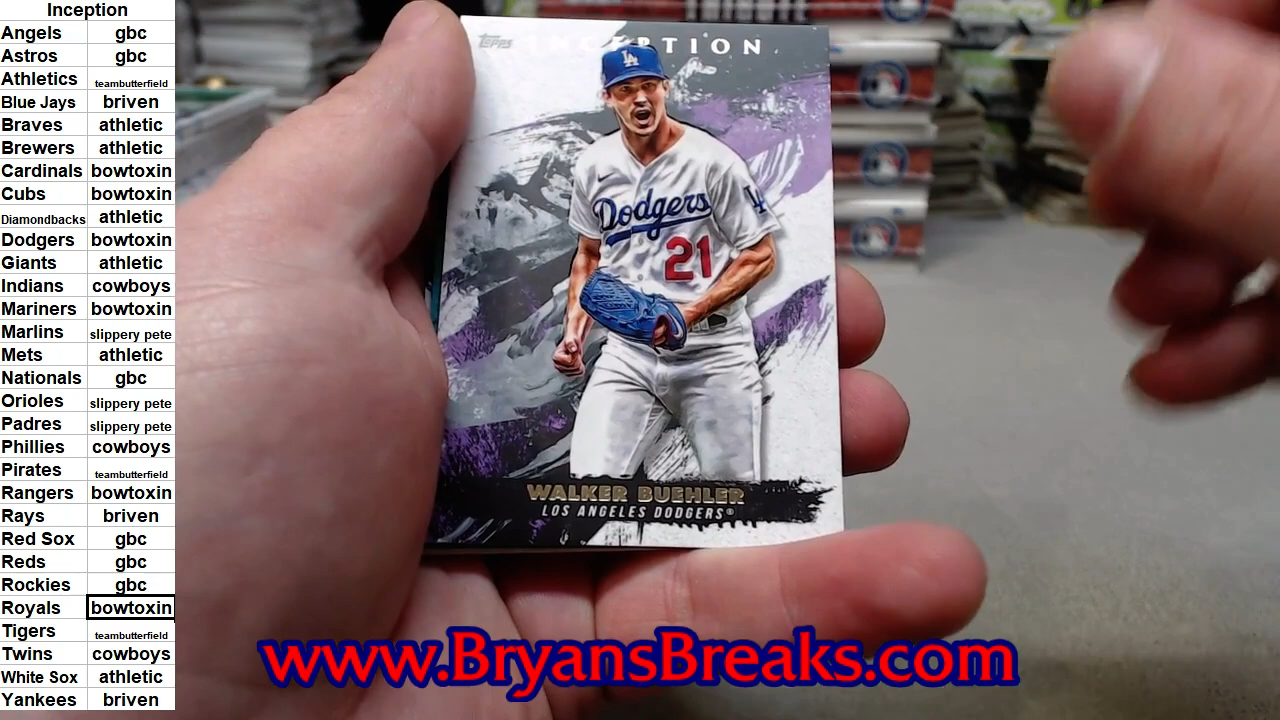 Inception
Angels gbc
Astros gbc
Athletics teambutterfield
Blue Jays briven
Braves athletic
Brewers athletic
Cardinals bowtoxin
Cubs bowtoxin
Diamondbacks athletic
Dodgers bowtoxin
Giants athletic
Indians cowboys
Mariners bowtoxin
Marlins slippery pete
Mets athletic
Nationals gbc
Orioles slippery pete
Padres slippery pete
Phillies cowboys
Pirates teambutterfield
Rangers bowtoxin
Rays briven
Red Sox gbc
Reds gbc
Rockies gbc
Royals bowtoxin
Tigers teambutterfield
Twins cowboys
White Sox athletic
Yankees briven
Topps
PTION
LA
Dodgers
LA
21
WALKER BUEHLER
LOS ANGELES DODGERS®
www.BryansBreaks.com